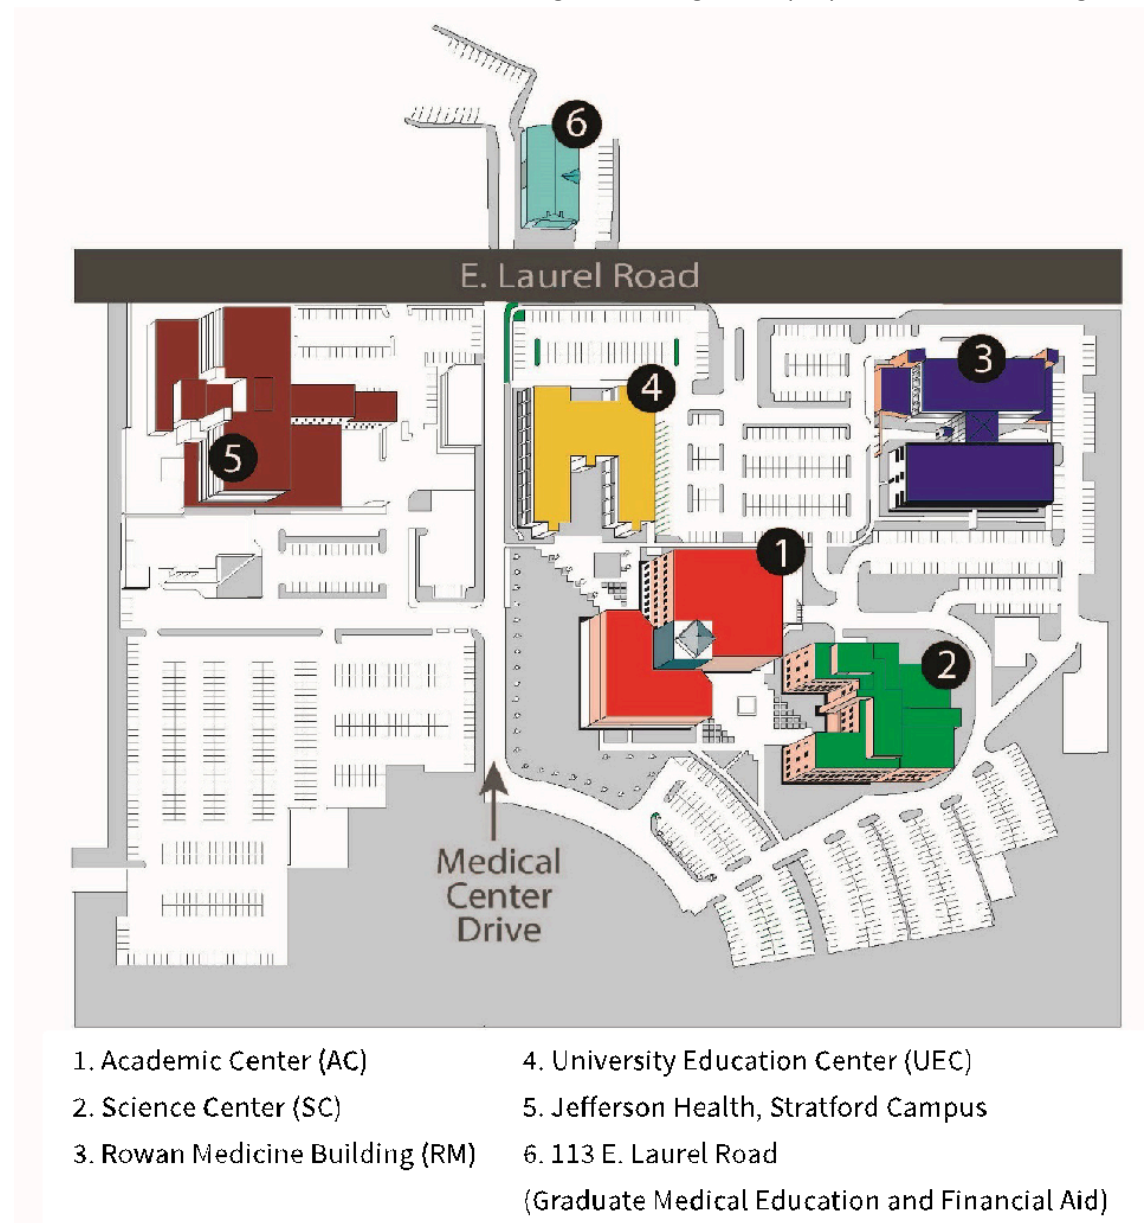 6
E. Laurel Road
3
4
5
1
2
Medical
Center
Drive
1. Academic Center (AC)
2. Science Center (SC)
3. Rowan Medicine Building (RM)
4. University Education Center (UEC)
5. Jefferson Health, Stratford Campus
6. 113 E. Laurel Road
(Graduate Medical Education and Financial Aid)